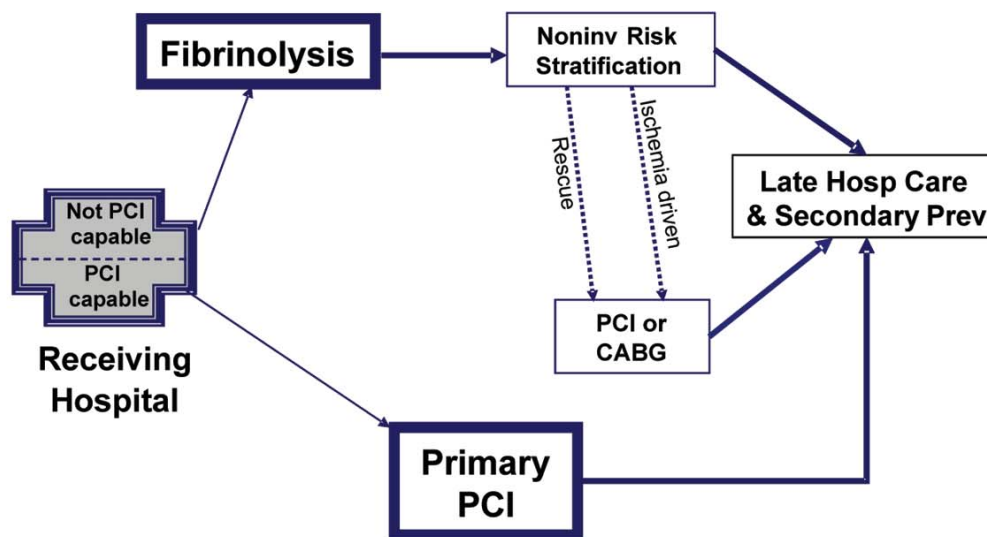 Fibrinolysis
Noninv Risk
Stratification
Rescue
Ischemia driven
Not PCI
capable
PCI
capable
Receiving
Hospital
Late Hosp Care
& Secondary Prev
PCI or
CABG
Primary
PCI